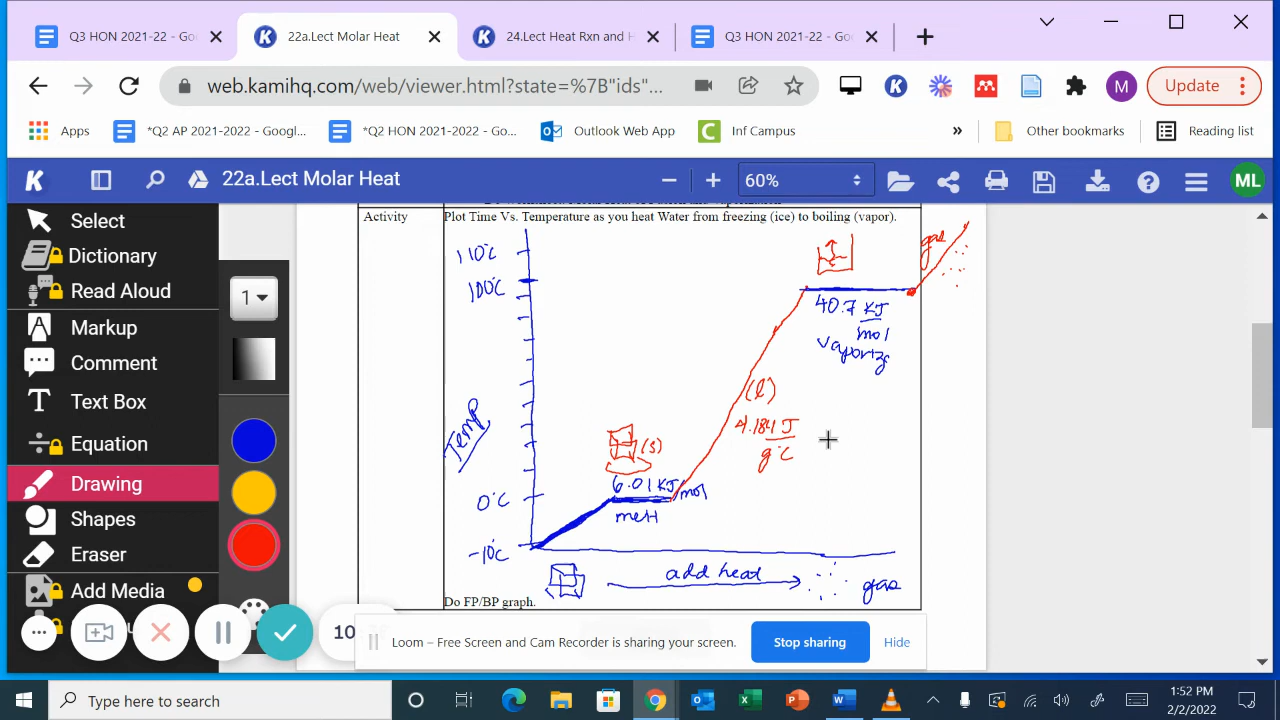 Q3 HON 2021-22 - Goo
22a.Lect Molar Heat
24.Lect Heat Rxn and H
Q3 HON 2021-22 - Goo
web.kamihq.com/web/viewer.html?state=%7B"ids"...
Update
M
Apps
*Q2 AP 2021-2022 - Googl...
*Q2 HON 2021-2022 - Go...
Outlook Web App
Inf Campus
»
Other bookmarks
Reading list
22a.Lect Molar Heat
60%
ML
Select
Dictionary
Read Aloud
Markup
Comment
Text Box
Equation
Drawing
Shapes
Eraser
Add Media
1
Activity
Plot Time Vs. Temperature as you heat Water from freezing (ice) to boiling (vapor).
110°C
100°C
gas
40.7 KJ
mol
vaporize
(l)
4.184 J
g°C
Temp
(s)
6.01 KJ/mol
melt
0°C
-10°C
add heat
gas
Do FP/BP graph.
10
Loom – Free Screen and Cam Recorder is sharing your screen.
Stop sharing
Hide
Type here to search
1:52 PM
2/2/2022